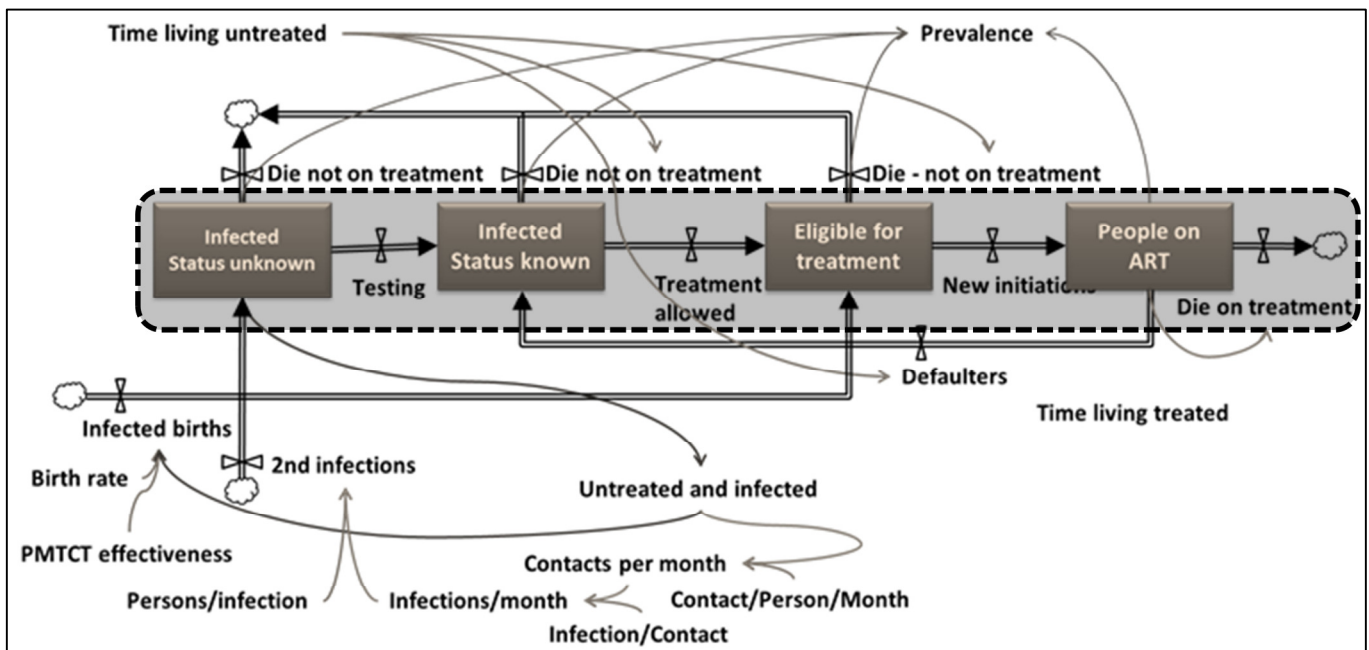 Time living untreated
Prevalence
Die not on treatment
Die not on treatment
Die - not on treatment
Infected
Status unknown
Infected
Status known
Eligible for
treatment
People on
ART
Testing
Treatment
allowed
New initiations
Die on treatment
Defaulters
Time living treated
Infected births
2nd infections
Birth rate
Untreated and infected
PMTCT effectiveness
Contacts per month
Persons/infection
Infections/month
Contact/Person/Month
Infection/Contact